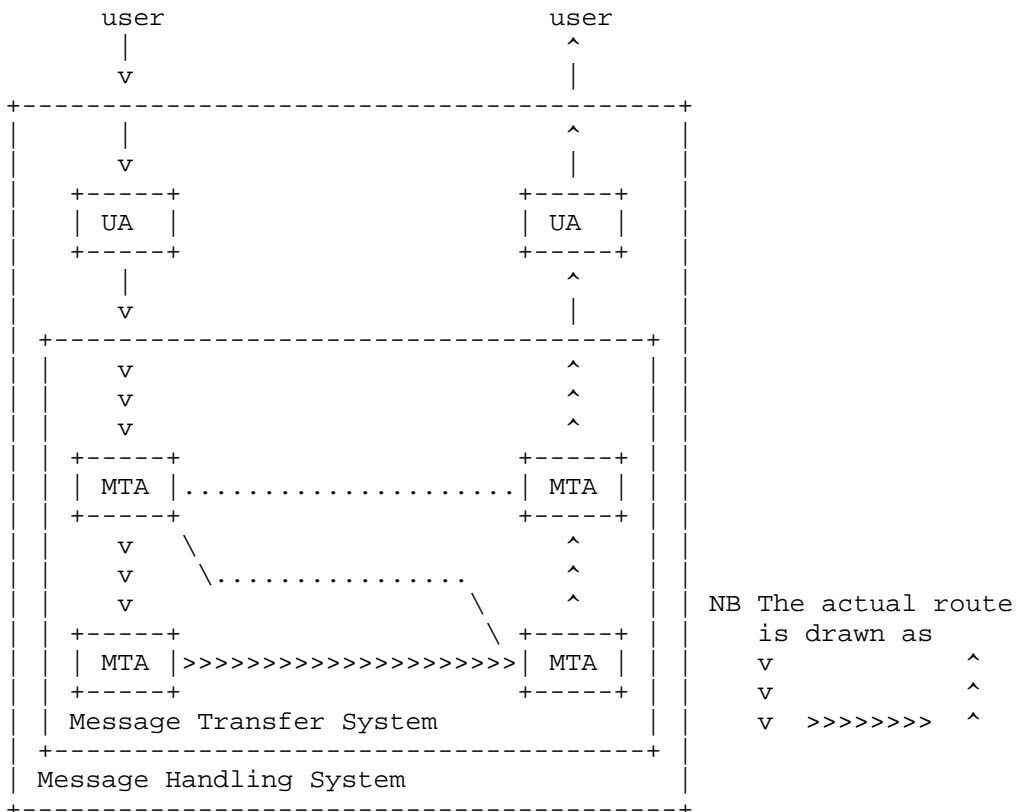 user user
UA UA
MTA MTA
NB The actual route
is drawn as
MTA >>>>>>>>>>>>>>>>>>>>> MTA
v ^
v ^
Message Transfer System v >>>>>>>> ^
Message Handling System